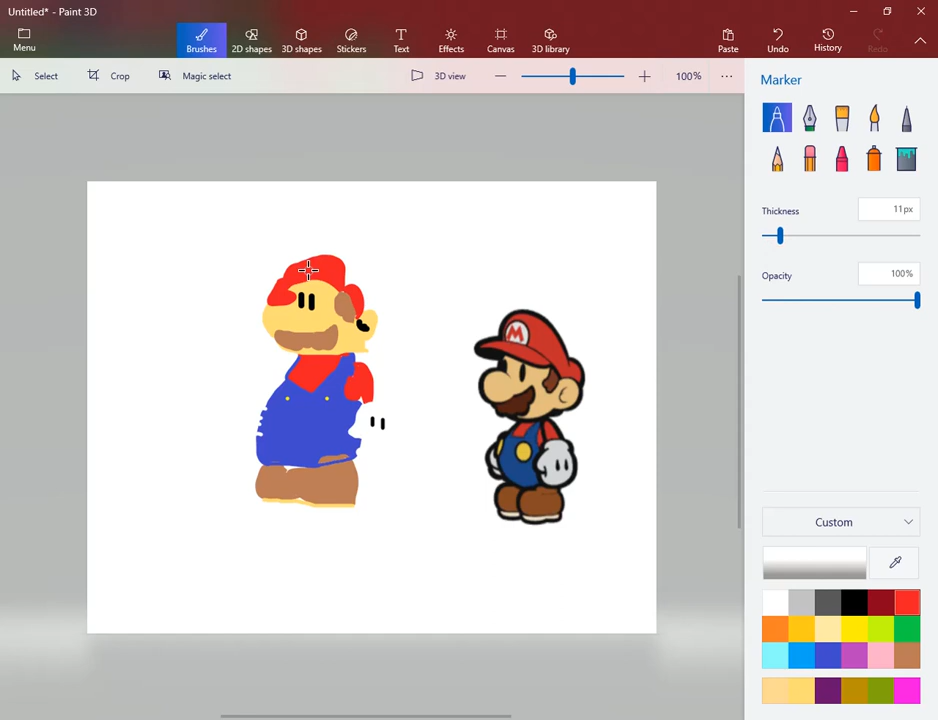 Untitled* - Paint 3D
Menu
Brushes
2D shapes
3D shapes
Stickers
Text
Effects
Canvas
3D library
Paste
Undo
History
Redo
Select
Crop
Magic select
3D view
100%
Marker
Thickness
11px
Opacity
100%
M
Custom